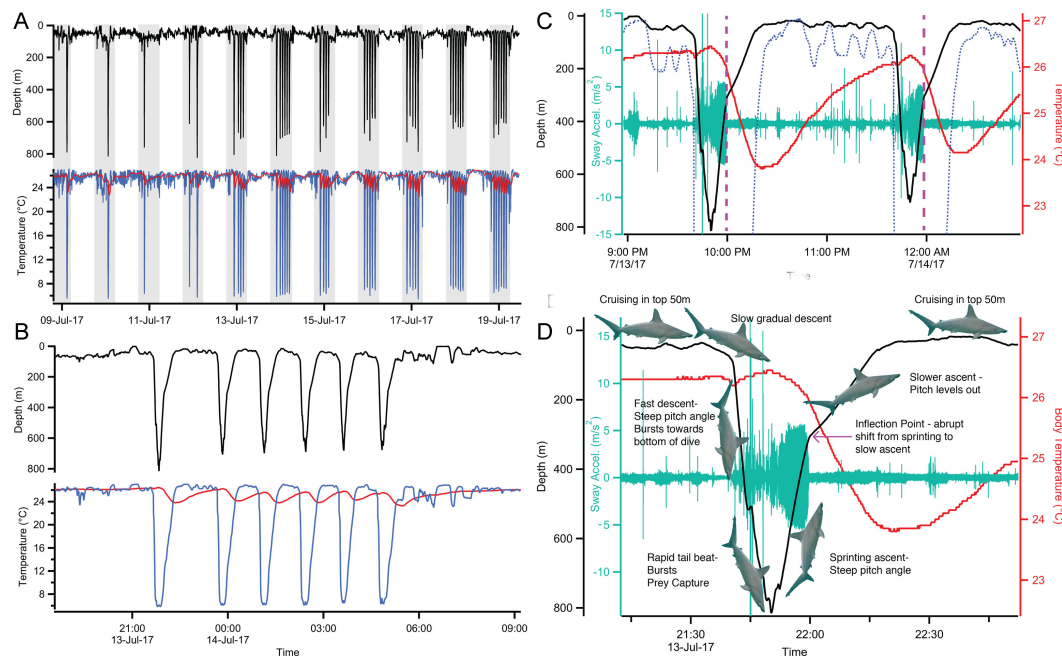 A
0
200
400
600
800
Depth (m)
24
20
16
12
8
Temperature (°C)
09-Jul-17
11-Jul-17
13-Jul-17
15-Jul-17
17-Jul-17
19-Jul-17
B
0
200
400
600
800
Depth (m)
24
20
16
12
8
Temperature (°C)
21:00
13-Jul-17
00:00
14-Jul-17
03:00
06:00
09:00
Time
C
0
200
400
600
800
Depth (m)
15
10
5
0
-5
-10
-15
Sway Accel. (m/s²)
27
26
25
24
23
Temperature
(°C)
9:00 PM
7/13/17
10:00 PM
11:00 PM
12:00 AM
7/14/17
D
Cruising in top 50m
Cruising in top 50m
Slow gradual descent
Slower ascent -
Pitch levels out
Fast descent-
Steep pitch angle
Bursts towards
bottom of dive
Inflection Point - abrupt
shift from sprinting to
slow ascent
Rapid tail beat-
Bursts
Prey Capture
Sprinting ascent-
Steep pitch angle
0
200
400
600
800
Depth (m)
15
10
5
0
-5
-10
Sway Accel. (m/s²)
27
26
25
24
23
Body Temperature
(°C)
21:30
13-Jul-17
22:00
22:30
Time